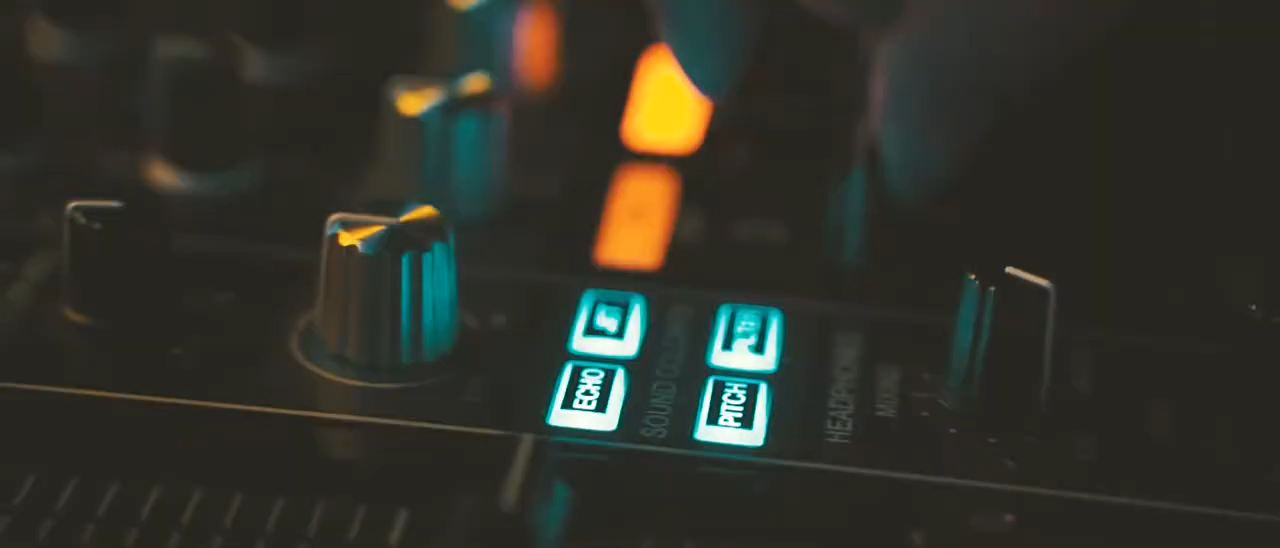 ECHO
PITCH
SOUND COLOR
HEADPHONES
MIXING